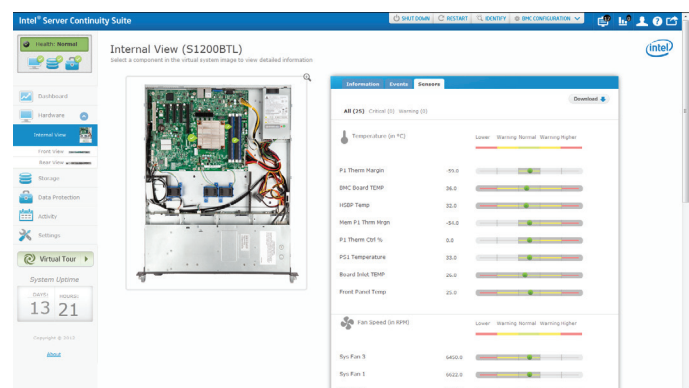 Intel® Server Continuity Suite
SHUT DOWN
RESTART
IDENTIFY
BMC CONFIGURATION
Health: Normal
Internal View (S1200BTL)
Select a component in the virtual system image to view detailed information
(intel)
Dashboard
Hardware
Internal View
Front View
Rear View
Storage
Data Protection
Activity
Settings
Virtual Tour
System Uptime
DAYS: HOURS:
13 21
Copyright © 2012
About
Information Events Sensors
Download
All (25) Critical (0) Warning (0)
Temperature (in °C) Lower Warning Normal Warning Higher
P1 Therm Margin -59.0
BMC Board TEMP 36.0
HSBP Temp 32.0
Mem P1 Thrm Mrgn -54.0
P1 Therm Ctrl % 0.0
PS1 Temperature 33.0
Board Inlet TEMP 26.0
Front Panel Temp 25.0
Fan Speed (in RPM) Lower Warning Normal Warning Higher
Sys Fan 3 6450.0
Sys Fan 1 6622.0